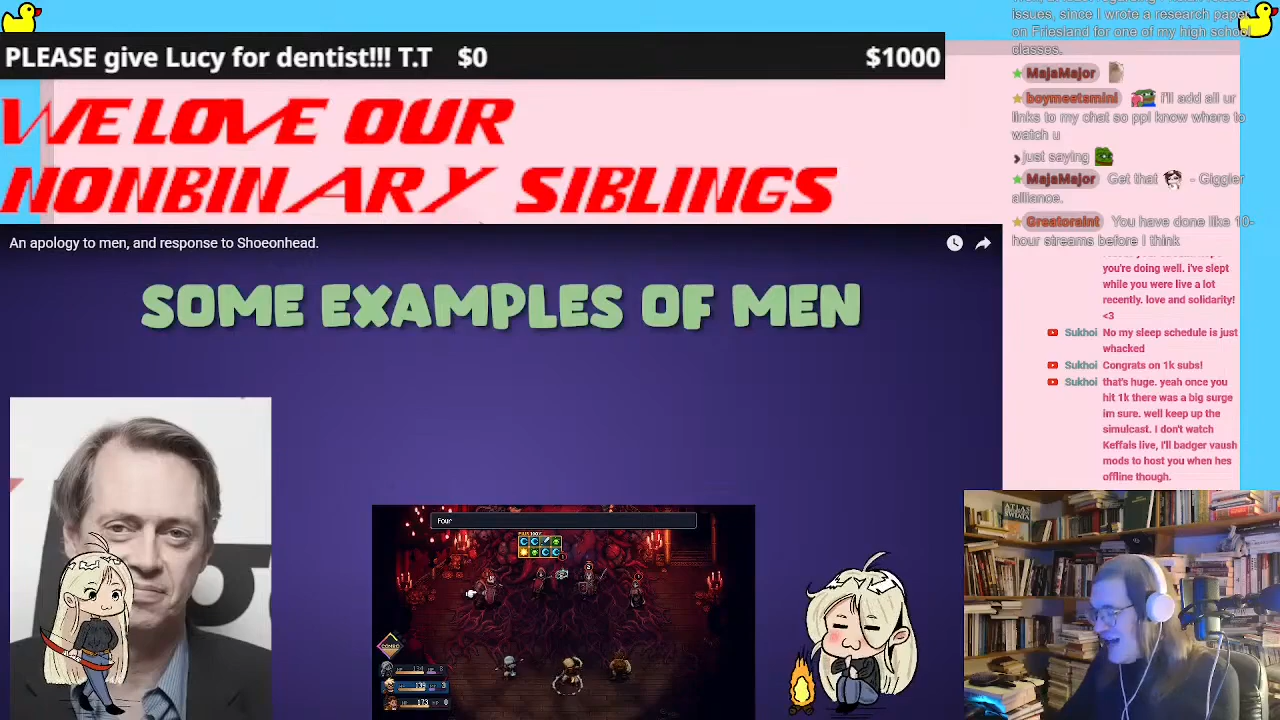 PLEASE give Lucy for dentist!!! T.T $0 $1000
WE LOVE OUR
NONBINARY SIBLINGS
An apology to men, and response to Shoeonhead.
SOME EXAMPLES OF MEN
Four
COMBO
issues, since I wrote a research paper
on Friesland for one of my high school
classes.
MajaMajor
boymeetsmini i'll add all ur
links to my chat so ppl know where to
watch u
just saying
MajaMajor Get that - Giggler
alliance.
Greatoraint You have done like 10-
hour streams before I think
you're doing well. i've slept
while you were live a lot
recently. love and solidarity!
<3
Sukhoi No my sleep schedule is just
whacked
Sukhoi Congrats on 1k subs!
Sukhoi that's huge. yeah once you
hit 1k there was a big surge
im sure. well keep up the
simulcast. I don't watch
Keffals live, I'll badger vaush
mods to host you when hes
offline though.
ATLAS
ŚWIATA